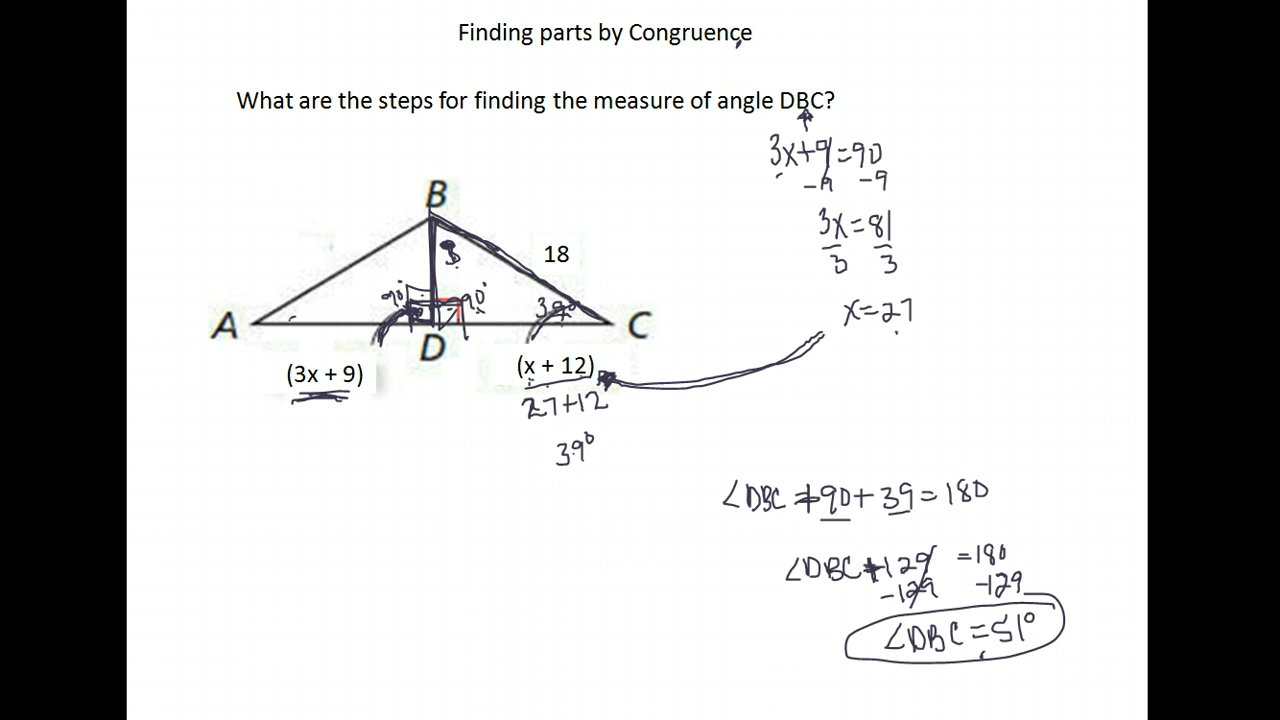 Finding parts by Congruence
What are the steps for finding the measure of angle DBC?
3x+9=90
-9 -9
3x=81
3 3
x=27
B
18
90°
90°
39°
A
D
C
(3x + 9)
(x + 12)
27+12
39°
∠DBC +90+39=180
∠DBC+129 =180
-129 -129
∠DBC=51°